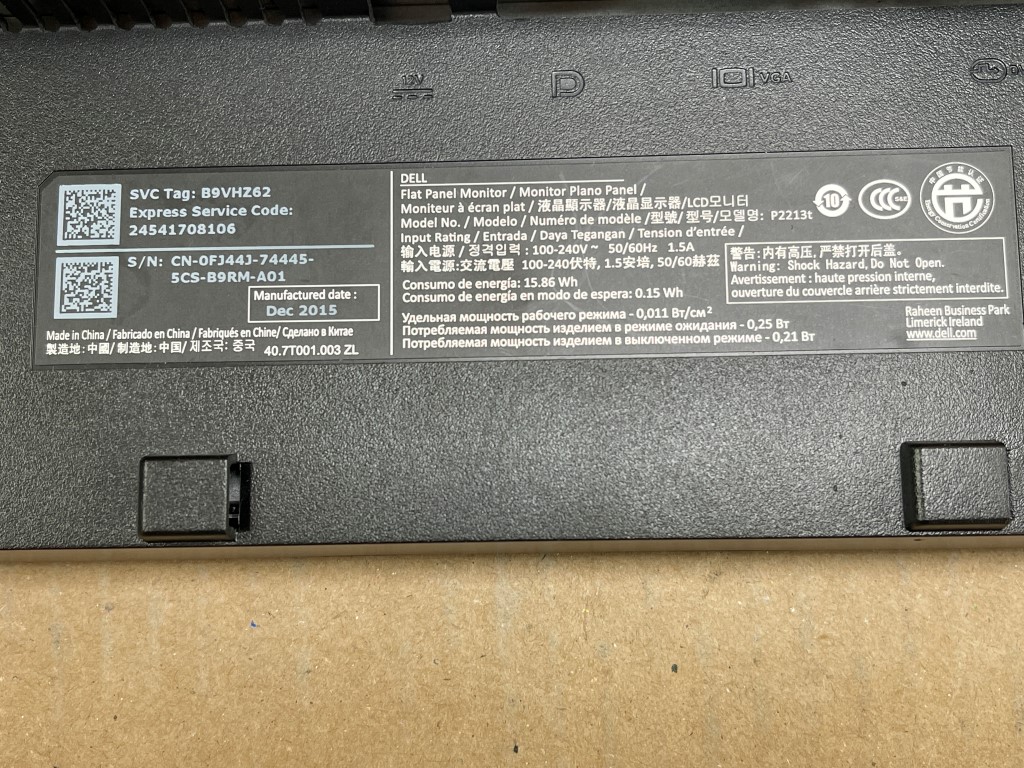 12V
VGA
SVC Tag: B9VHZ62
Express Service Code:
24541708106
S/N: CN-0FJ44J-74445-
5CS-B9RM-A01
Manufactured date :
Dec 2015
Made in China / Fabricado en China / Fabriqués en Chine/ Сделано в Китае
製造地: 中國/ 制造地: 中国/ 제조국: 중국 40.7T001.003 ZL
DELL
Flat Panel Monitor / Monitor Plano Panel /
Moniteur à écran plat / 液晶顯示器/液晶显示器/LCD모니터
Model No. / Modelo / Numéro de modèle / 型號/ 型号/모델명: P2213t
Input Rating / Entrada / Daya Tegangan / Tension d'entrée /
输入电源 / 정격입력 : 100-240V ~ 50/60Hz 1.5A
輸入電源:交流電壓 100-240伏特, 1.5安培, 50/60赫茲
Consumo de energía: 15.86 Wh
Consumo de energía en modo de espera: 0.15 Wh
Удельная мощность рабочего режима - 0,011 Вт/см²
Потребляемая мощность изделием в режиме ожидания - 0,25 Вт
Потребляемая мощность изделием в выключенном режиме - 0,21 Вт
10
CCC
S&E
中国节能认证
Energy Conservation Certification
警告: 内有高压, 严禁打开后盖。
Warning: Shock Hazard, Do Not Open.
Avertissement : haute pression interne,
ouverture du couvercle arrière strictement interdite.
Raheen Business Park
Limerick Ireland
www.dell.com